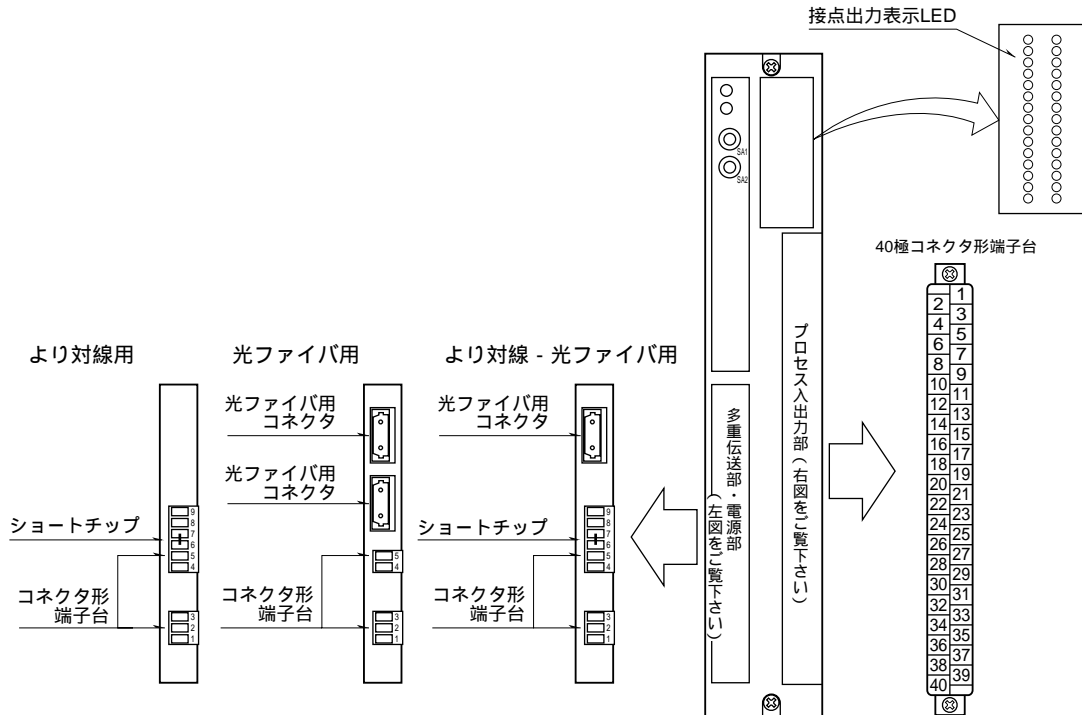 接点出力表示LED
SA1
SA2
40極コネクタ形端子台
1
2
3
4
5
6
7
8
9
10
11
12
13
14
15
16
17
18
19
20
21
22
23
24
25
26
27
28
29
30
31
32
33
34
35
36
37
38
39
40
プロセス入出力部(右図をご覧下さい)
多重伝送部・電源部
(左図をご覧下さい)
より対線用
ショートチップ
コネクタ形
端子台
9
8
7
6
5
4
3
2
1
光ファイバ用
光ファイバ用
コネクタ
光ファイバ用
コネクタ
コネクタ形
端子台
5
4
3
2
1
より対線 - 光ファイバ用
光ファイバ用
コネクタ
ショートチップ
コネクタ形
端子台
9
8
7
6
5
4
3
2
1